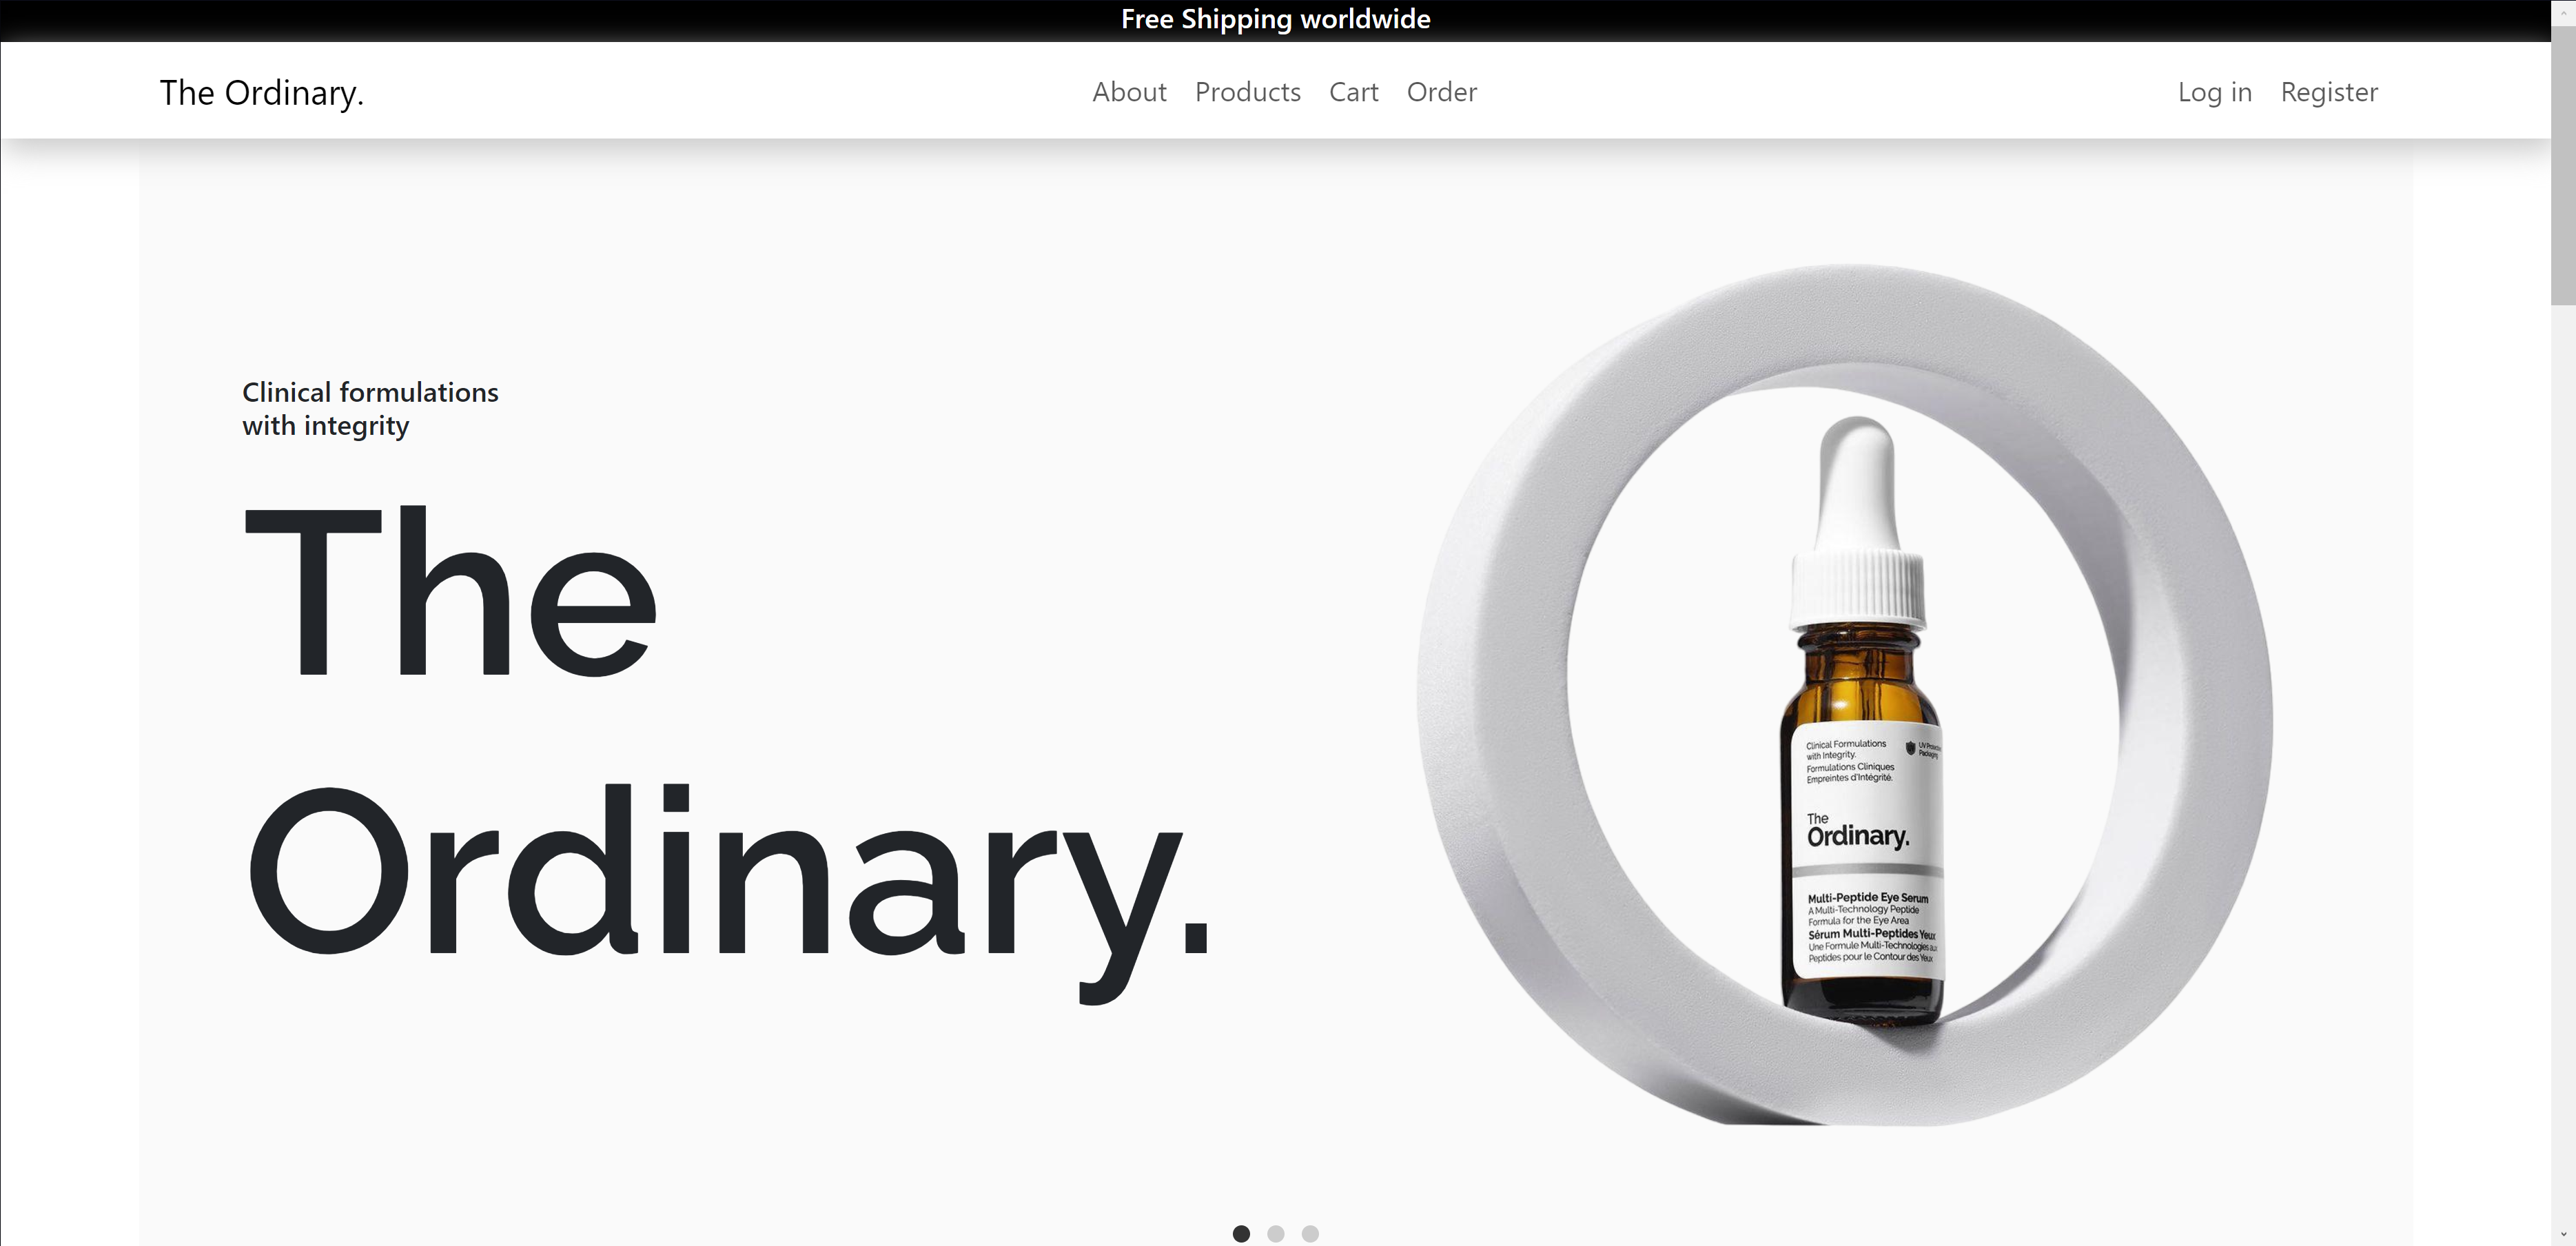 Free Shipping worldwide
The Ordinary.
About Products Cart Order
Log in Register
Clinical formulations
with integrity
The
Ordinary.
Clinical Formulations
with Integrity.
Formulations Cliniques
Empreintes d'Intégrité.
UV
The
Ordinary.
Multi-Peptide Eye Serum
A Multi-Technology Peptide
Formula for the Eye Area
Sérum Multi-Peptides Yeux
Une Formule Multi-Technologies aux
Peptides pour le Contour des Yeux